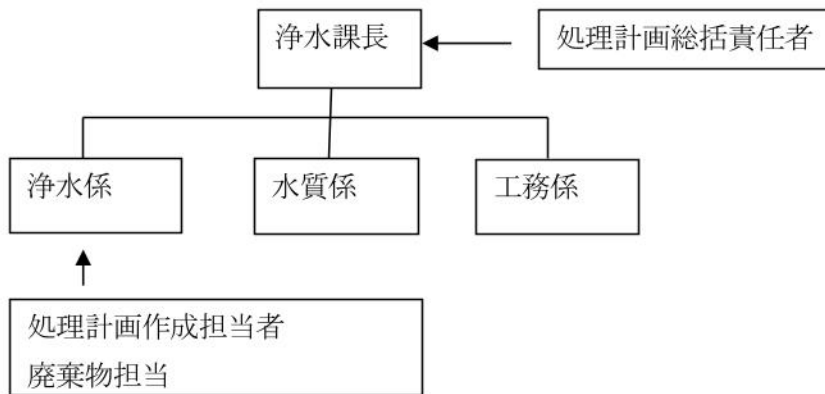 浄水課長
処理計画総括責任者
浄水係
水質係
工務係
処理計画作成担当者
廃棄物担当